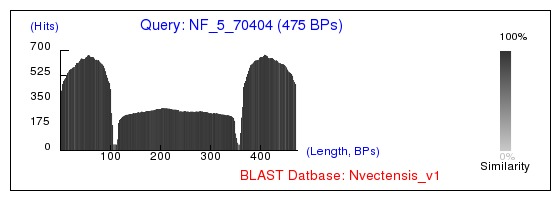 (Hits)
Query: NF_5_70404 (475 BPs)
100%
700
525
350
175
0
100
200
300
400
(Length, BPs)
0%
Similarity
BLAST Datbase: Nvectensis_v1